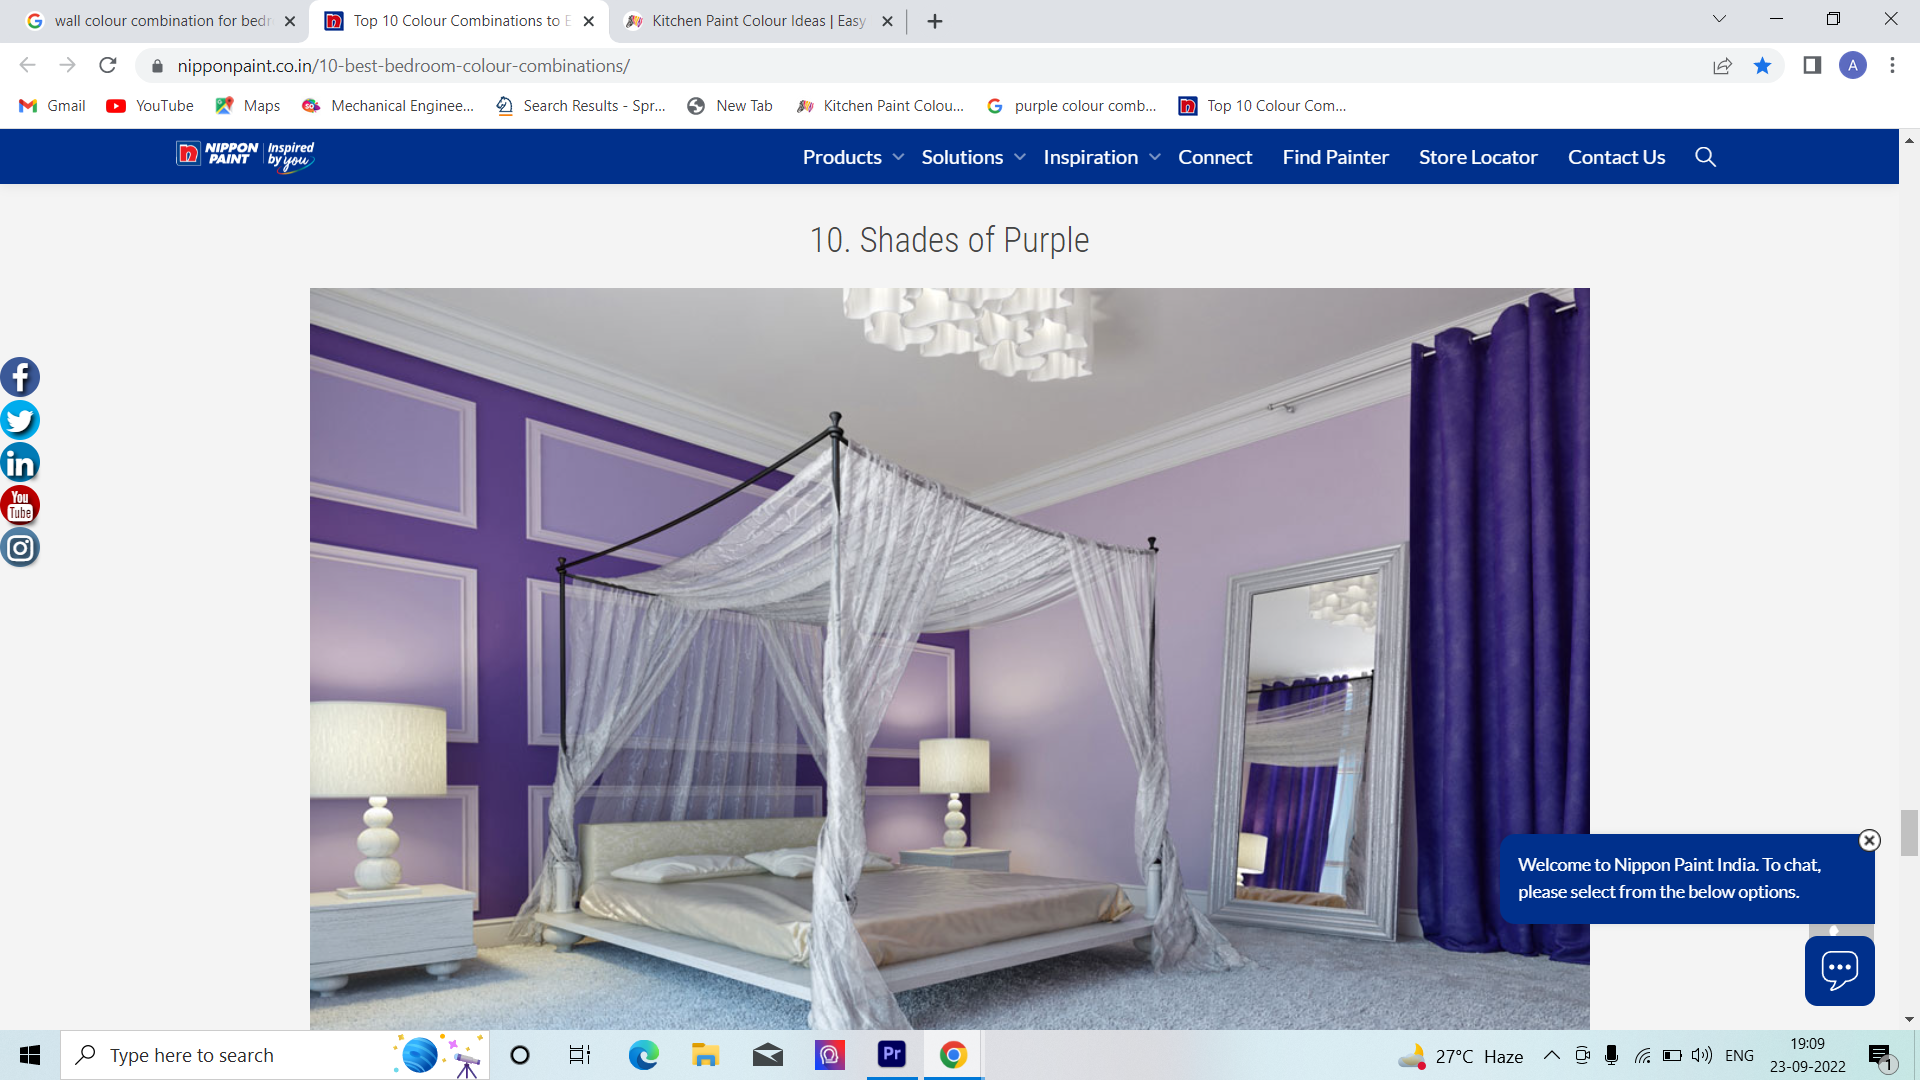 wall colour combination for bedr
Top 10 Colour Combinations to E
Kitchen Paint Colour Ideas | Easy
nipponpaint.co.in/10-best-bedroom-colour-combinations/
A
Gmail
YouTube
Maps
Mechanical Enginee...
Search Results - Spr...
New Tab
Kitchen Paint Colou...
purple colour comb...
Top 10 Colour Com...
n NIPPON PAINT
Inspired by you
Products
Solutions
Inspiration
Connect
Find Painter
Store Locator
Contact Us
10. Shades of Purple
f
in
You
Tube
Welcome to Nippon Paint India. To chat,
please select from the below options.
Type here to search
Pr
27°C Haze
ENG
19:09
23-09-2022
1